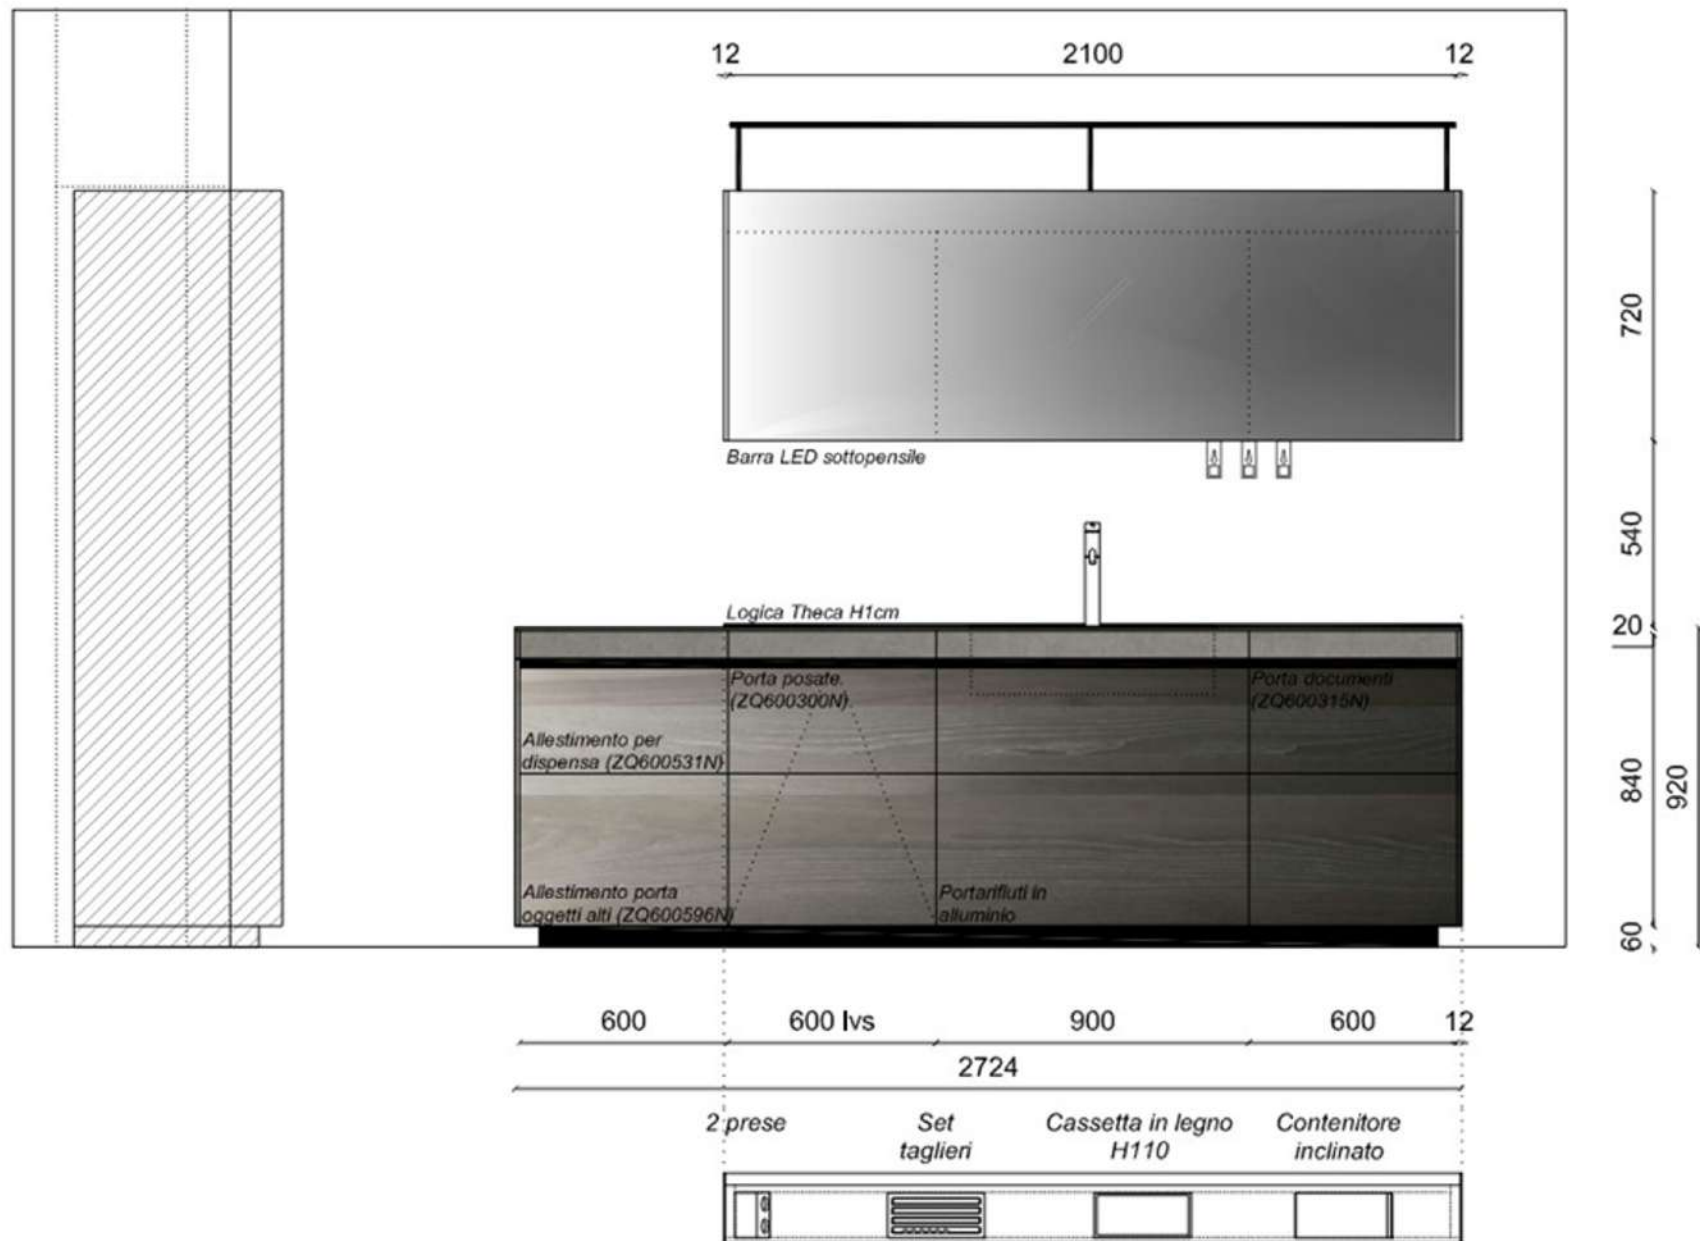 12
2100
12
720
Barra LED sottopensile
540
Logica Theca H1cm
20
Porta posate.
(ZQ600300N)
Porta documenti
(ZQ600315N)
Allestimento per
dispensa (ZQ600531N)
840
920
Allestimento porta
oggetti alti (ZQ600596N)
Portarifiuti in
alluminio
60
600
600 lvs
900
600
12
2724
2 prese
Set
taglieri
Cassetta in legno
H110
Contenitore
inclinato